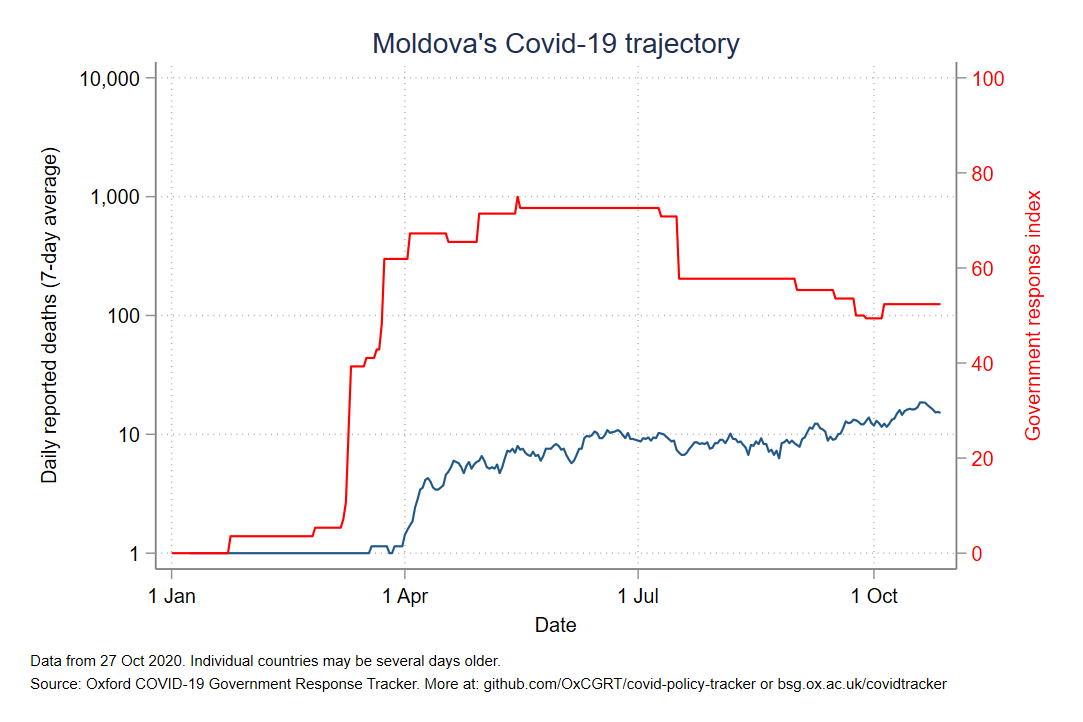 Moldova's Covid-19 trajectory
10,000
1,000
100
10
1
Daily reported deaths (7-day average)
100
80
60
40
20
0
Government response index
1 Jan
1 Apr
1 Jul
1 Oct
Date
Data from 27 Oct 2020. Individual countries may be several days older.
Source: Oxford COVID-19 Government Response Tracker. More at: github.com/OxCGRT/covid-policy-tracker or bsg.ox.ac.uk/covidtracker